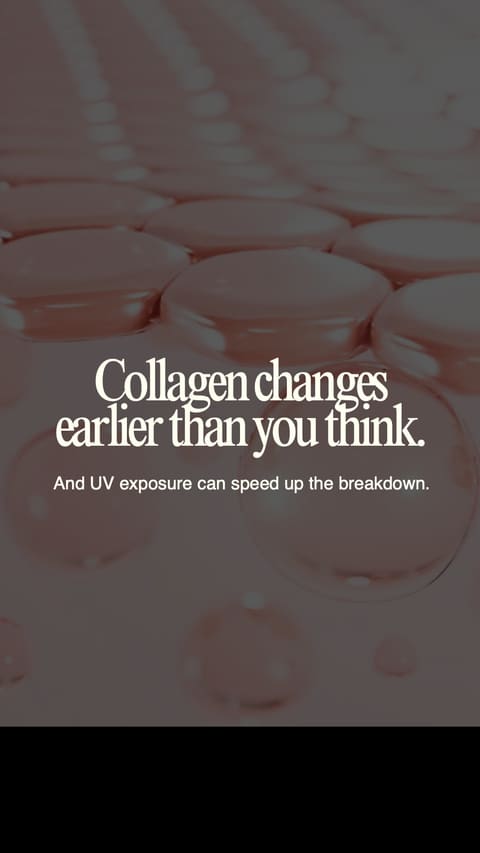 Collagen changes
earlier than you think.
And UV exposure can speed up the breakdown.